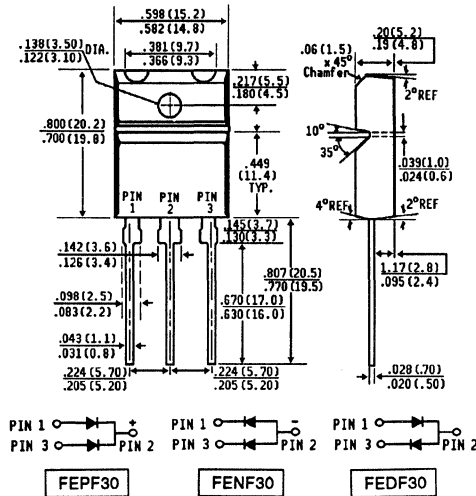 .598 (15.2)
.582 (14.8)
.138(3.50) DIA.
.122(3.10)
.381(9.7)
.366(9.3)
.217(5.5)
.180(4.5)
.800(20.2)
.700(19.8)
.449
(11.4)
TYP.
PIN 1
PIN 2
PIN 3
.145(3.7)
.130(3.3)
.142(3.6)
.126(3.4)
.807(20.5)
.770(19.5)
.098(2.5)
.083(2.2)
.670(17.0)
.630(16.0)
.043(1.1)
.031(0.8)
.224(5.70)
.205(5.20)
.224(5.70)
.205(5.20)
.20(5.2)
.19(4.8)
.06 (1.5)
x 45°
Chamfer
2°REF
10°
35°
.039(1.0)
.024(0.6)
4°REF
2°REF
1.17(2.8)
.095(2.4)
.028(.70)
.020(.50)
PIN 1
+
PIN 3
PIN 2
FEPF30
PIN 1
-
PIN 3
PIN 2
FENF30
PIN 1
PIN 3
PIN 2
FEDF30